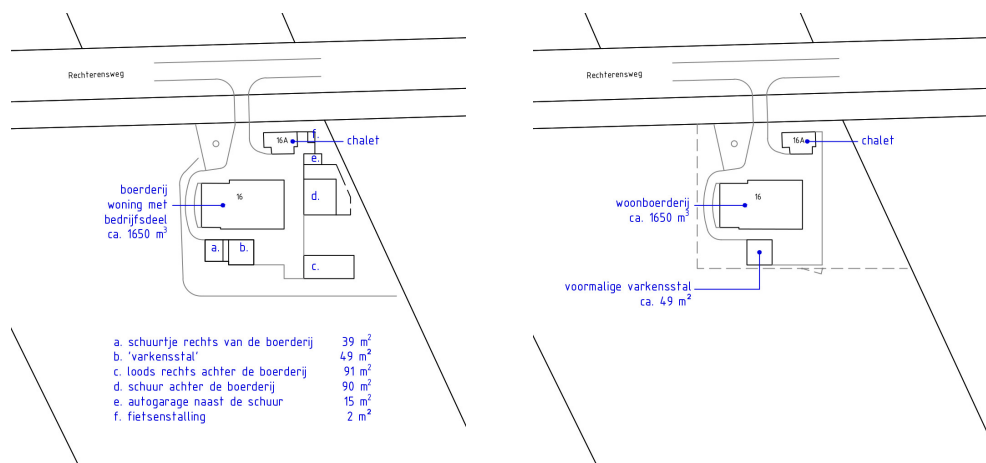 Rechterensweg
16A
f.
chalet
e.
boerderij
woning met
bedrijfsdeel
ca. 1650 m³
16
d.
a. b.
c.
a. schuurtje rechts van de boerderij 39 m²
b. 'varkensstal' 49 m²
c. loods rechts achter de boerderij 91 m²
d. schuur achter de boerderij 90 m²
e. autogarage naast de schuur 15 m²
f. fietsenstalling 2 m²
Rechterensweg
16A
chalet
woonboerderij
ca. 1650 m³
16
voormalige varkensstal
ca. 49 m²